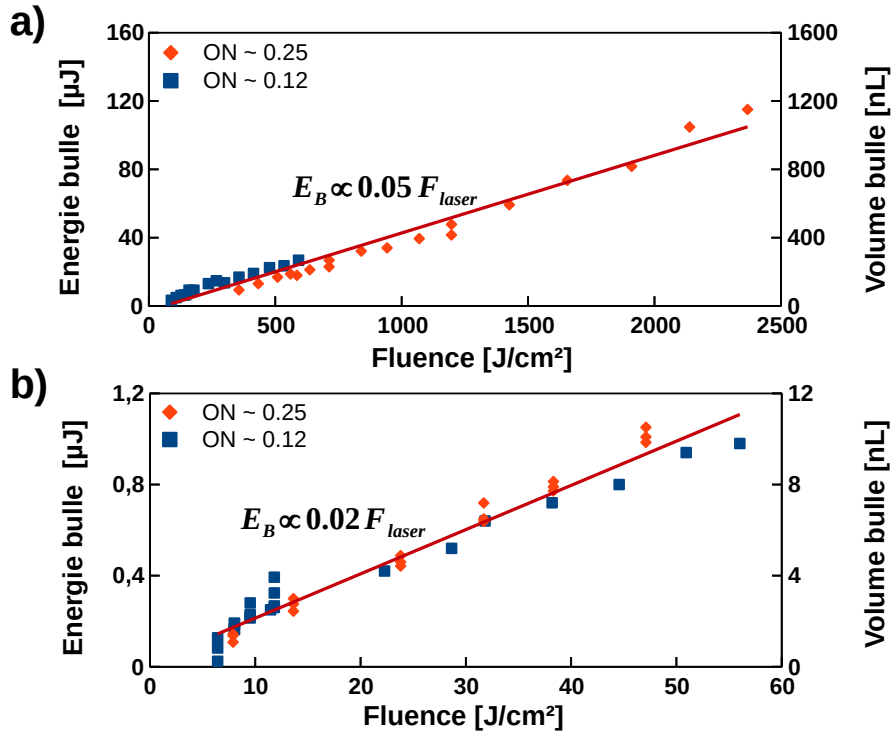 a)
160
120
80
40
0
Energie bulle [µJ]
ON ~ 0.25
ON ~ 0.12
E_B ∝ 0.05 F_laser
1600
1200
800
400
0
Volume bulle [nL]
0 500 1000 1500 2000 2500
Fluence [J/cm²]
b)
1,2
0,8
0,4
0
Energie bulle [µJ]
ON ~ 0.25
ON ~ 0.12
E_B ∝ 0.02 F_laser
12
8
4
0
Volume bulle [nL]
0 10 20 30 40 50 60
Fluence [J/cm²]